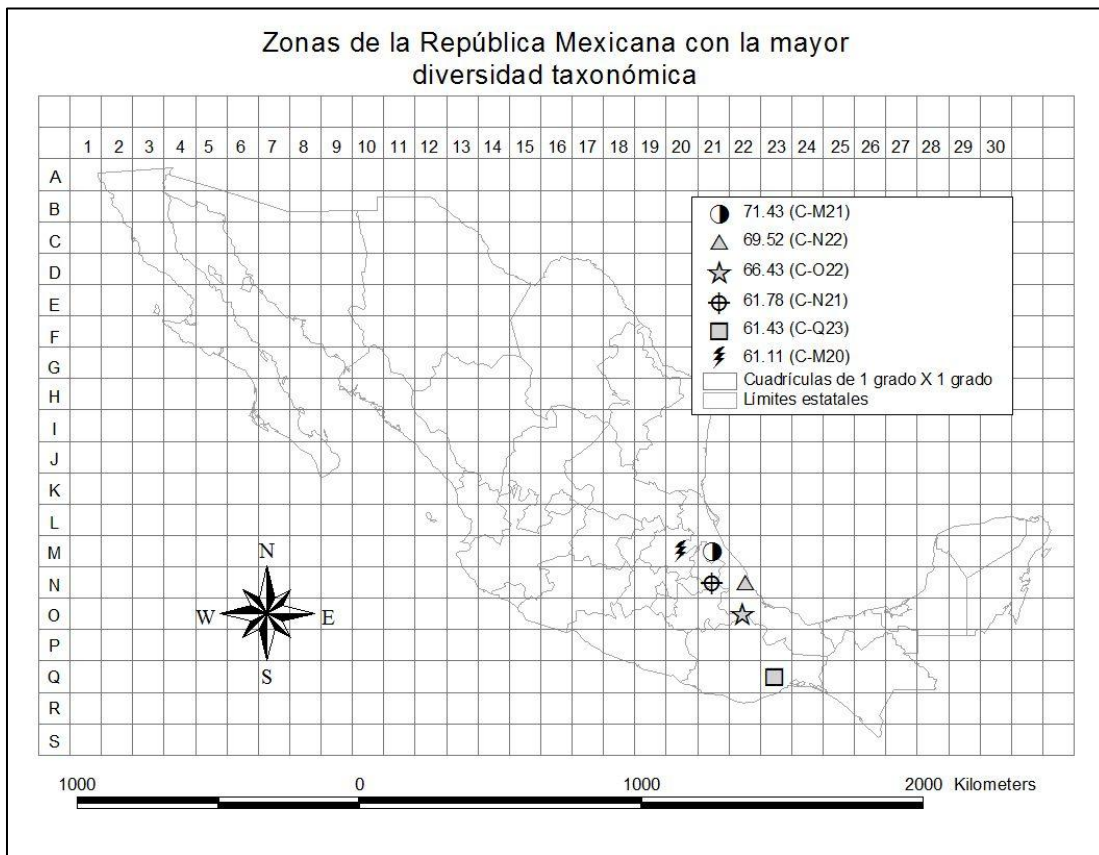 Zonas de la República Mexicana con la mayor
diversidad taxonómica
1 2 3 4 5 6 7 8 9 10 11 12 13 14 15 16 17 18 19 20 21 22 23 24 25 26 27 28 29 30
A
B
C
D
E
F
G
H
I
J
K
L
M
N
O
P
Q
R
S
71.43 (C-M21)
69.52 (C-N22)
66.43 (C-O22)
61.78 (C-N21)
61.43 (C-Q23)
61.11 (C-M20)
Cuadrículas de 1 grado X 1 grado
Límites estatales
N
W E
S
1000 0 1000 2000 Kilometers